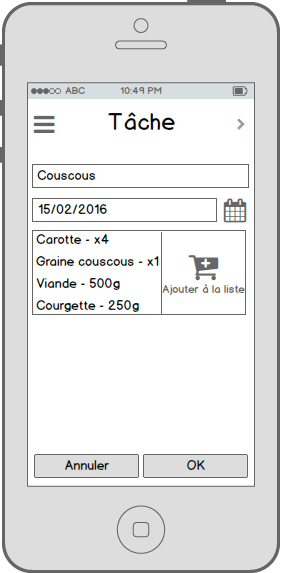 ABC 10:49 PM
Tâche
Couscous
15/02/2016
Carotte - x4
Graine couscous - x1
Viande - 500g
Courgette - 250g
Ajouter à la liste
Annuler OK